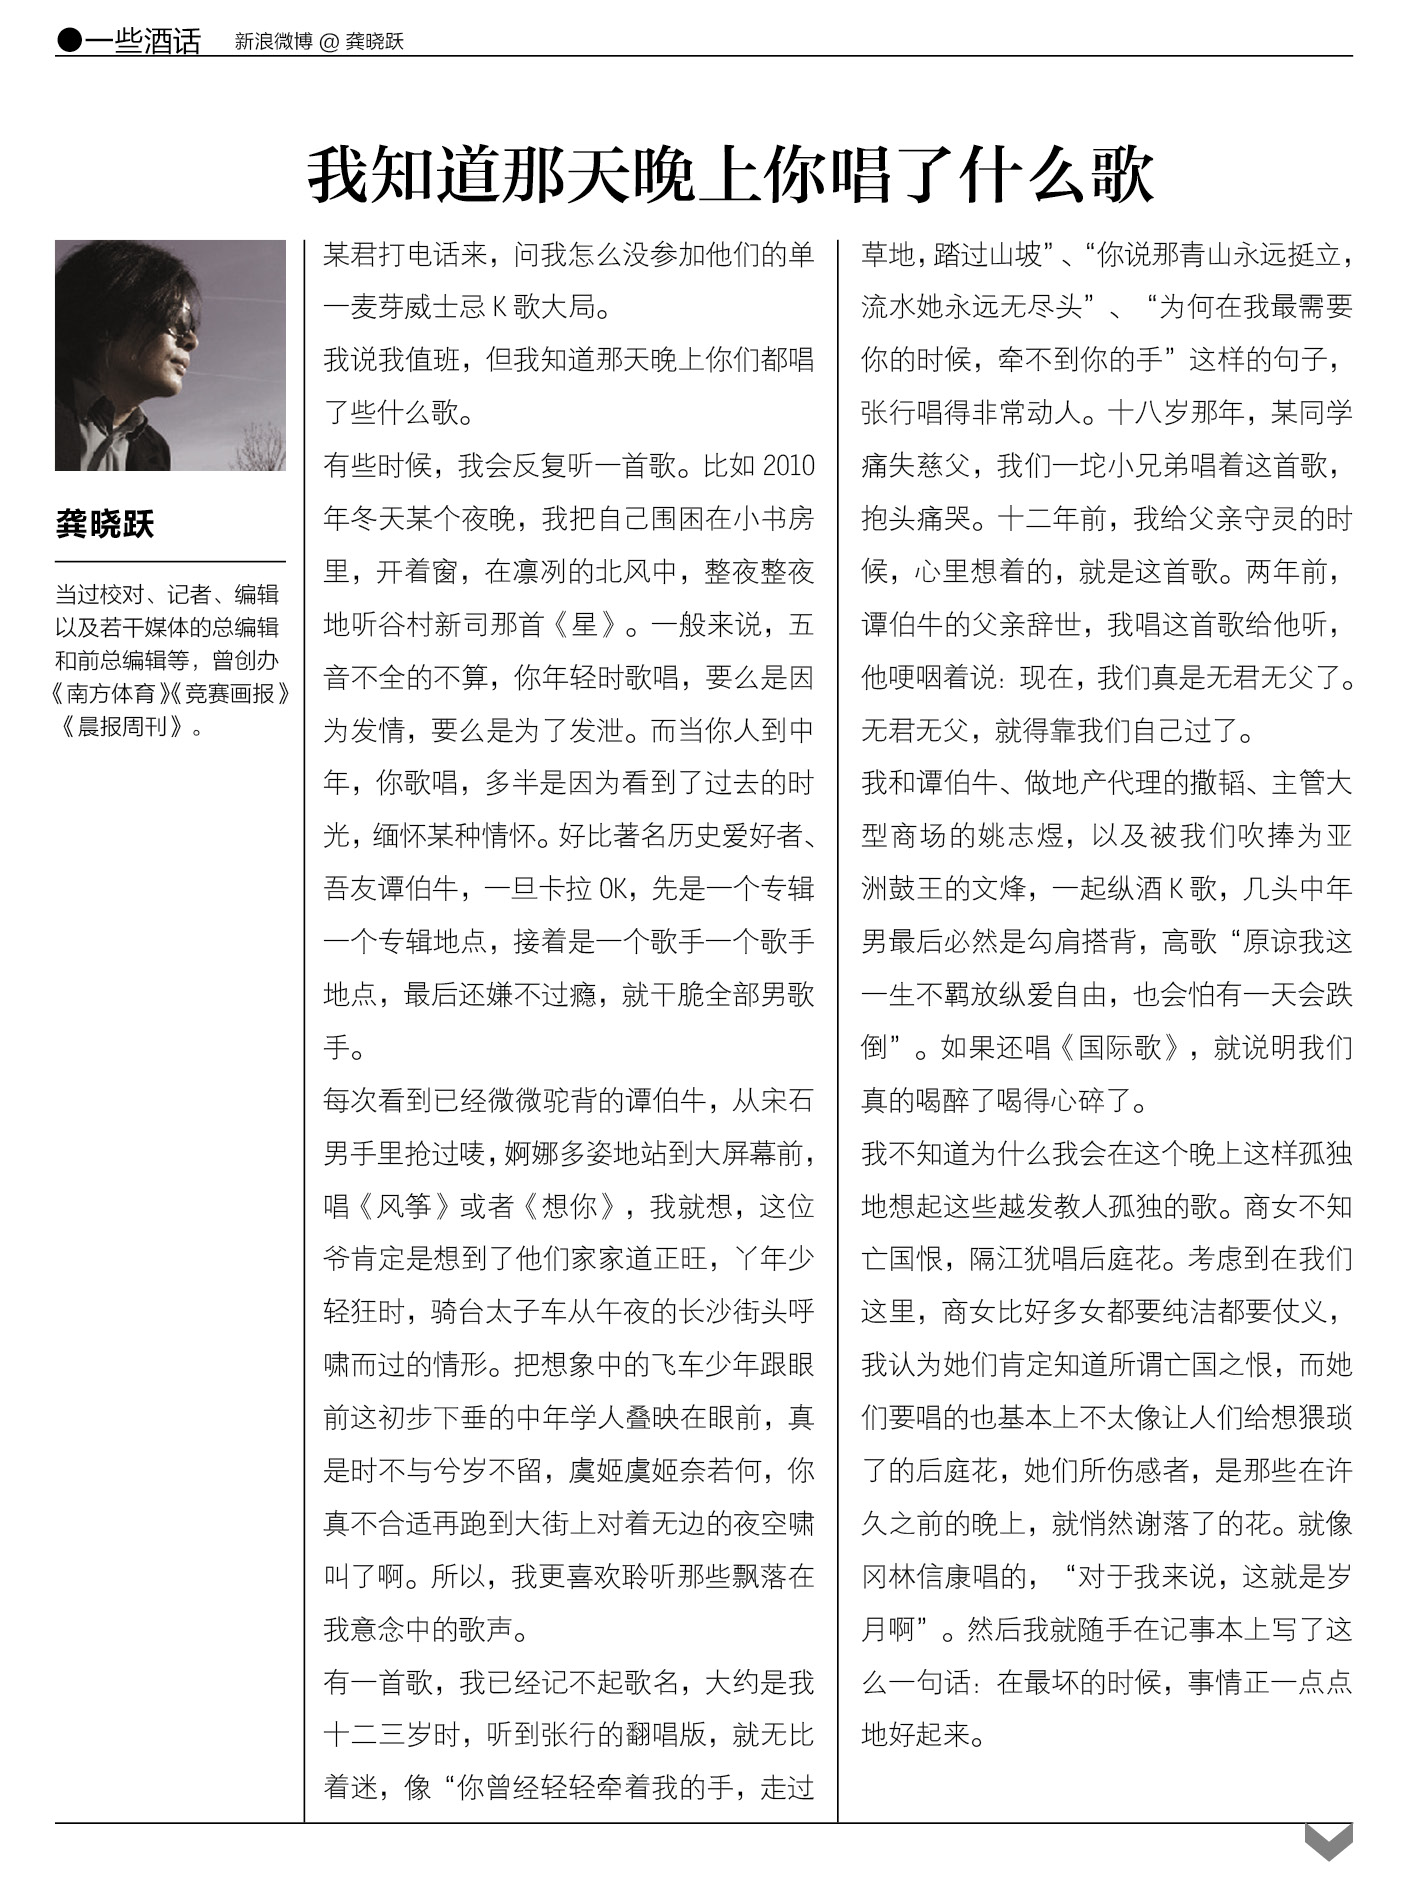 ●一些酒话 新浪微博 @ 龚晓跃
我知道那天晚上你唱了什么歌
龚晓跃
当过校对、记者、编辑
以及若干媒体的总编辑
和前总编辑等，曾创办
《南方体育》《竞赛画报》
《晨报周刊》。
某君打电话来，问我怎么没参加他们的单
一麦芽威士忌 K 歌大局。
我说我值班，但我知道那天晚上你们都唱
了些什么歌。
有些时候，我会反复听一首歌。比如 2010
年冬天某个夜晚，我把自己围困在小书房
里，开着窗，在凛冽的北风中，整夜整夜
地听谷村新司那首《星》。一般来说，五
音不全的不算，你年轻时歌唱，要么是因
为发情，要么是为了发泄。而当你人到中
年，你歌唱，多半是因为看到了过去的时
光，缅怀某种情怀。好比著名历史爱好者、
吾友谭伯牛，一旦卡拉 OK，先是一个专辑
一个专辑地点，接着是一个歌手一个歌手
地点，最后还嫌不过瘾，就干脆全部男歌
手。
每次看到已经微微驼背的谭伯牛，从宋石
男手里抢过唛，婀娜多姿地站到大屏幕前，
唱《风筝》或者《想你》，我就想，这位
爷肯定是想到了他们家家道正旺，丫年少
轻狂时，骑台太子车从午夜的长沙街头呼
啸而过的情形。把想象中的飞车少年跟眼
前这初步下垂的中年学人叠映在眼前，真
是时不与兮岁不留，虞姬虞姬奈若何，你
真不合适再跑到大街上对着无边的夜空啸
叫了啊。所以，我更喜欢聆听那些飘落在
我意念中的歌声。
有一首歌，我已经记不起歌名，大约是我
十二三岁时，听到张行的翻唱版，就无比
着迷，像“你曾经轻轻牵着我的手，走过
草地，踏过山坡”、“你说那青山永远挺立，
流水她永远无尽头”、“为何在我最需要
你的时候，牵不到你的手”这样的句子，
张行唱得非常动人。十八岁那年，某同学
痛失慈父，我们一坨小兄弟唱着这首歌，
抱头痛哭。十二年前，我给父亲守灵的时
候，心里想着的，就是这首歌。两年前，
谭伯牛的父亲辞世，我唱这首歌给他听，
他哽咽着说：现在，我们真是无君无父了。
无君无父，就得靠我们自己过了。
我和谭伯牛、做地产代理的撒韬、主管大
型商场的姚志煜，以及被我们吹捧为亚
洲鼓王的文烽，一起纵酒 K 歌，几头中年
男最后必然是勾肩搭背，高歌“原谅我这
一生不羁放纵爱自由，也会怕有一天会跌
倒”。如果还唱《国际歌》，就说明我们
真的喝醉了喝得心碎了。
我不知道为什么我会在这个晚上这样孤独
地想起这些越发教人孤独的歌。商女不知
亡国恨，隔江犹唱后庭花。考虑到在我们
这里，商女比好多女都要纯洁都要仗义，
我认为她们肯定知道所谓亡国之恨，而她
们要唱的也基本上不太像让人们给想猥琐
了的后庭花，她们所伤感者，是那些在许
久之前的晚上，就悄然谢落了的花。就像
冈林信康唱的，“对于我来说，这就是岁
月啊”。然后我就随手在记事本上写了这
么一句话：在最坏的时候，事情正一点点
地好起来。